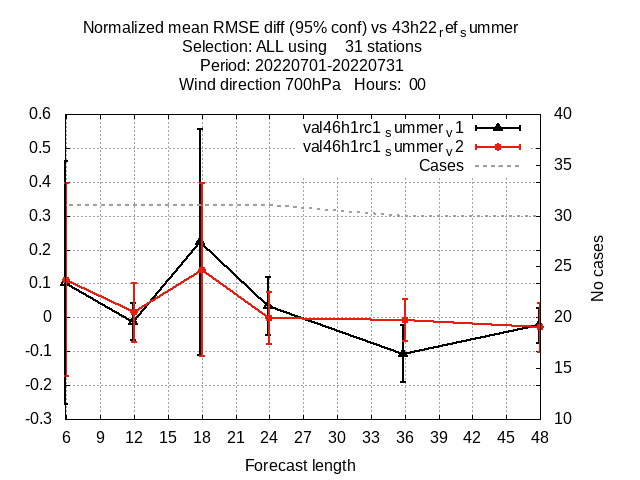 Normalized mean RMSE diff (95% conf) vs 43h22refsummer
Selection: ALL using 31 stations
Period: 20220701-20220731
Wind direction 700hPa Hours: 00
val46h1rc1summerv1
val46h1rc1summerv2
Cases
0.6
0.5
0.4
0.3
0.2
0.1
0
-0.1
-0.2
-0.3
40
35
30
25
20
15
10
No cases
6 9 12 15 18 21 24 27 30 33 36 39 42 45 48
Forecast length